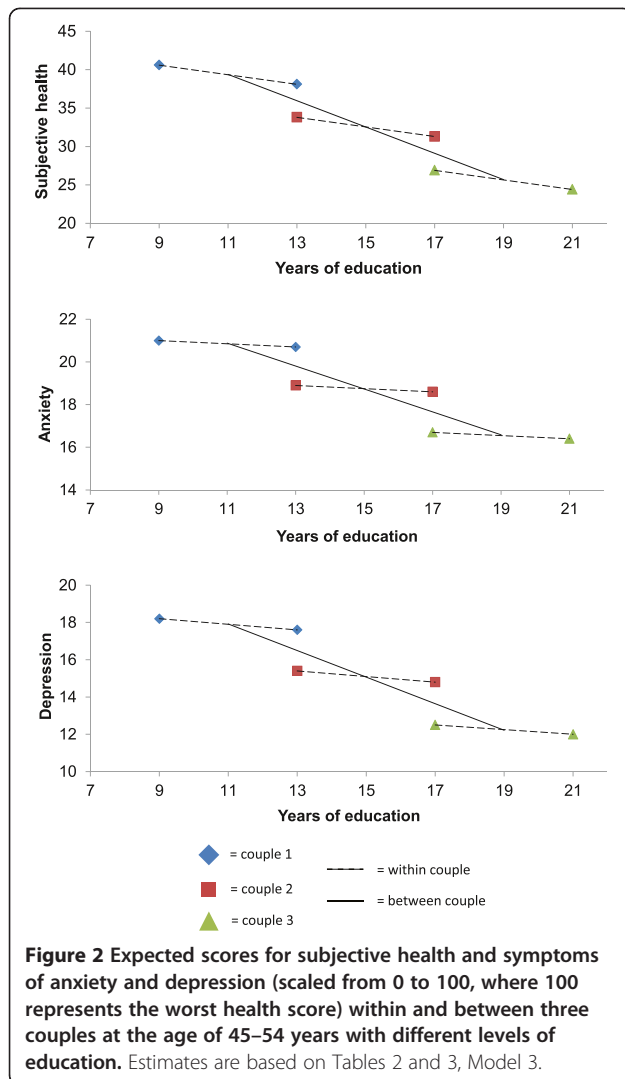 45
40
35
30
25
20
Subjective health
7 9 11 13 15 17 19 21
Years of education
22
20
18
16
14
Anxiety
7 9 11 13 15 17 19 21
Years of education
20
18
16
14
12
10
Depression
7 9 11 13 15 17 19 21
Years of education
= couple 1
= couple 2
= couple 3
= within couple
= between couple
Figure 2 Expected scores for subjective health and symptoms
of anxiety and depression (scaled from 0 to 100, where 100
represents the worst health score) within and between three
couples at the age of 45–54 years with different levels of
education. Estimates are based on Tables 2 and 3, Model 3.